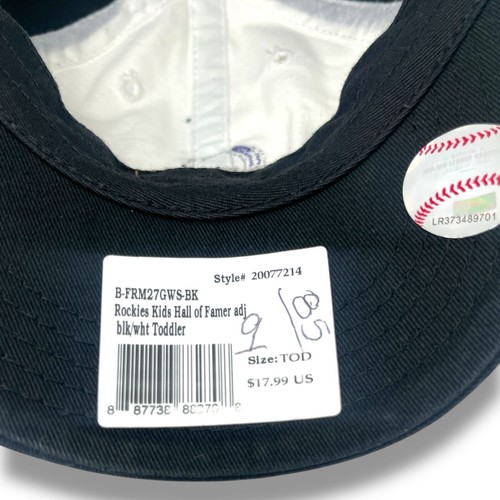 LR373489701
Style# 20077214
B-FRM27GWS-BK
Rockies Kids Hall of Famer adj
blk/wht Toddler
Size: TOD
$17.99 US